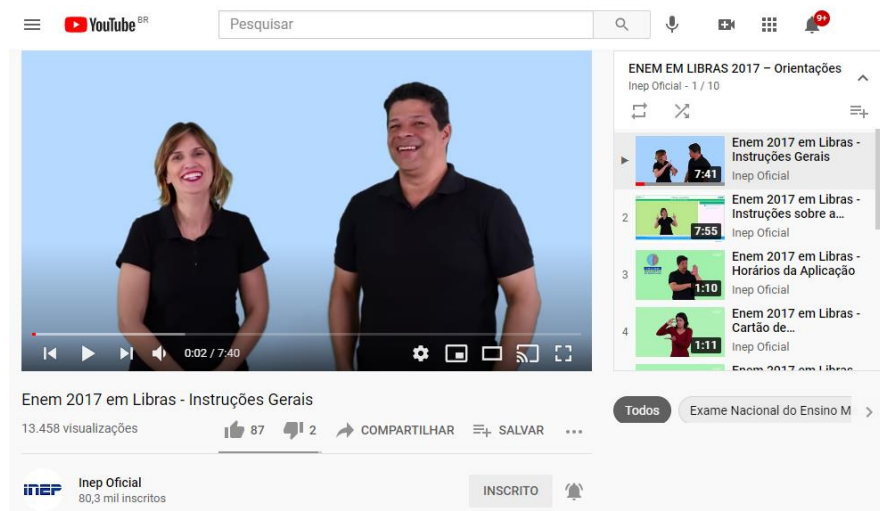 YouTube BR
Pesquisar
9+
0:02 / 7:40
Enem 2017 em Libras - Instruções Gerais
13.458 visualizações
87
2
COMPARTILHAR
SALVAR
inep
Inep Oficial
80,3 mil inscritos
INSCRITO
ENEM EM LIBRAS 2017 – Orientações
Inep Oficial - 1 / 10
7:41
Enem 2017 em Libras -
Instruções Gerais
Inep Oficial
2
7:55
Enem 2017 em Libras -
Instruções sobre a...
Inep Oficial
3
1:10
Enem 2017 em Libras -
Horários da Aplicação
Inep Oficial
4
1:11
Enem 2017 em Libras -
Cartão de...
Inep Oficial
Enem 2017 em Libras
Todos
Exame Nacional do Ensino M